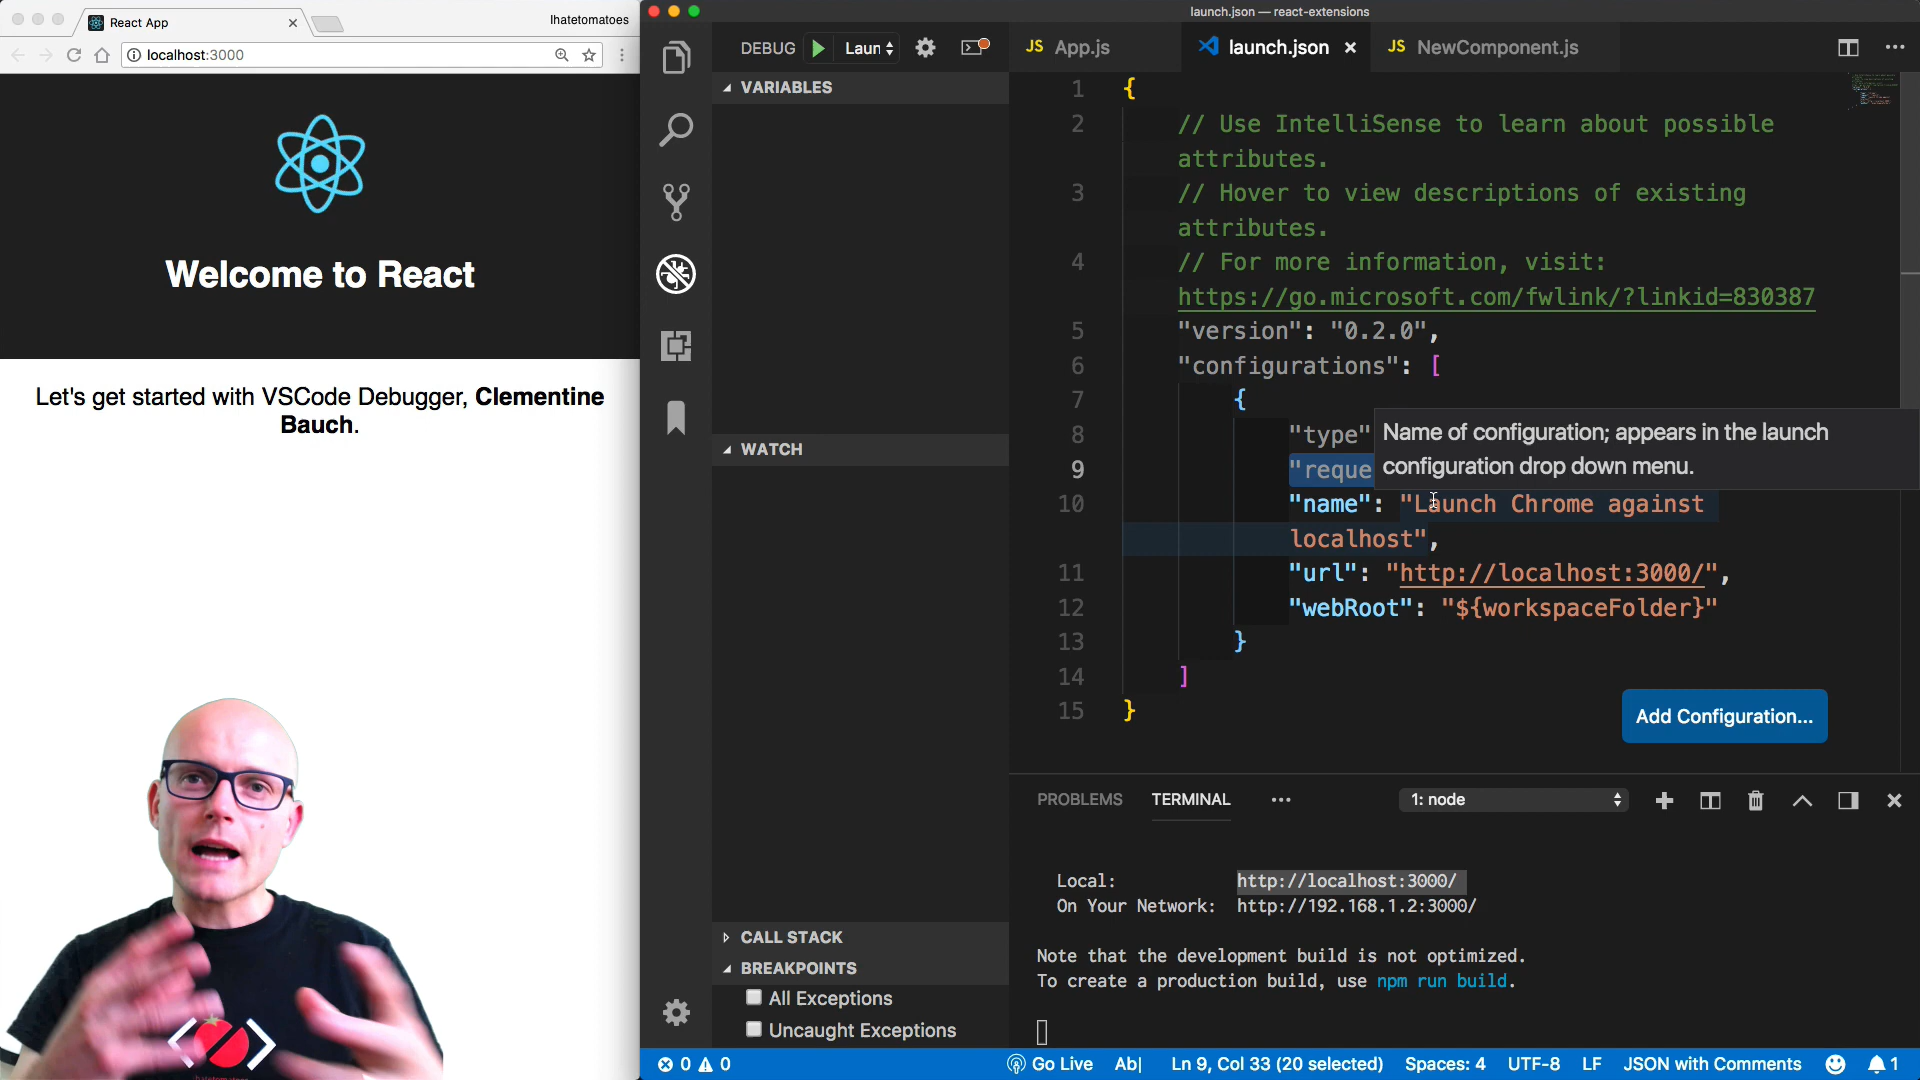 React App
Ihatetomatoes
localhost:3000
Welcome to React
Let's get started with VSCode Debugger, Clementine
Bauch.
launch.json — react-extensions
DEBUG
Laun
JS App.js
launch.json
JS NewComponent.js
VARIABLES
WATCH
CALL STACK
BREAKPOINTS
All Exceptions
Uncaught Exceptions
1 {
2 // Use IntelliSense to learn about possible
attributes.
3 // Hover to view descriptions of existing
attributes.
4 // For more information, visit:
https://go.microsoft.com/fwlink/?linkid=830387
5 "version": "0.2.0",
6 "configurations": [
7 {
8 "type"
9 "reque
Name of configuration; appears in the launch
configuration drop down menu.
10 "name": "Launch Chrome against
localhost",
11 "url": "http://localhost:3000/",
12 "webRoot": "${workspaceFolder}"
13 }
14 ]
15 }
Add Configuration...
PROBLEMS
TERMINAL
1: node
Local: http://localhost:3000/
On Your Network: http://192.168.1.2:3000/
Note that the development build is not optimized.
To create a production build, use npm run build.
0 0
Go Live
Ab|
Ln 9, Col 33 (20 selected)
Spaces: 4
UTF-8
LF
JSON with Comments
1